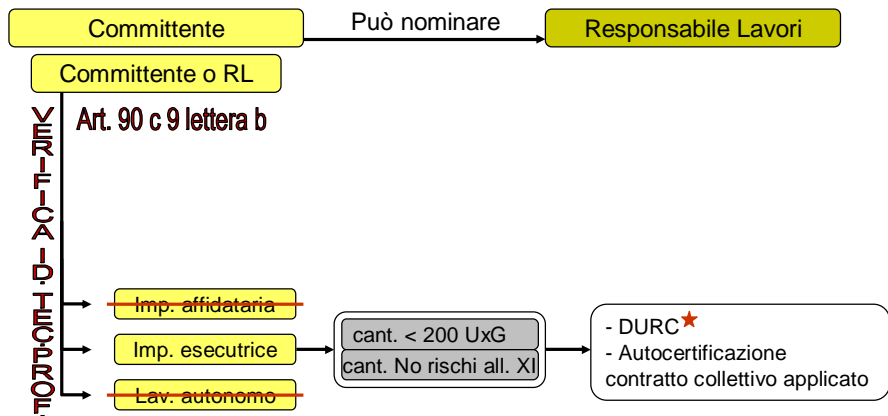 Committente
Può nominare
Responsabile Lavori
Committente o RL
Art. 90 c 9 lettera b
VERIFICA ID.TEC.PROF.
Imp. affidataria
Imp. esecutrice
Lav. autonomo
cant. < 200 UxG
cant. No rischi all. XI
- DURC
- Autocertificazione
contratto collettivo applicato